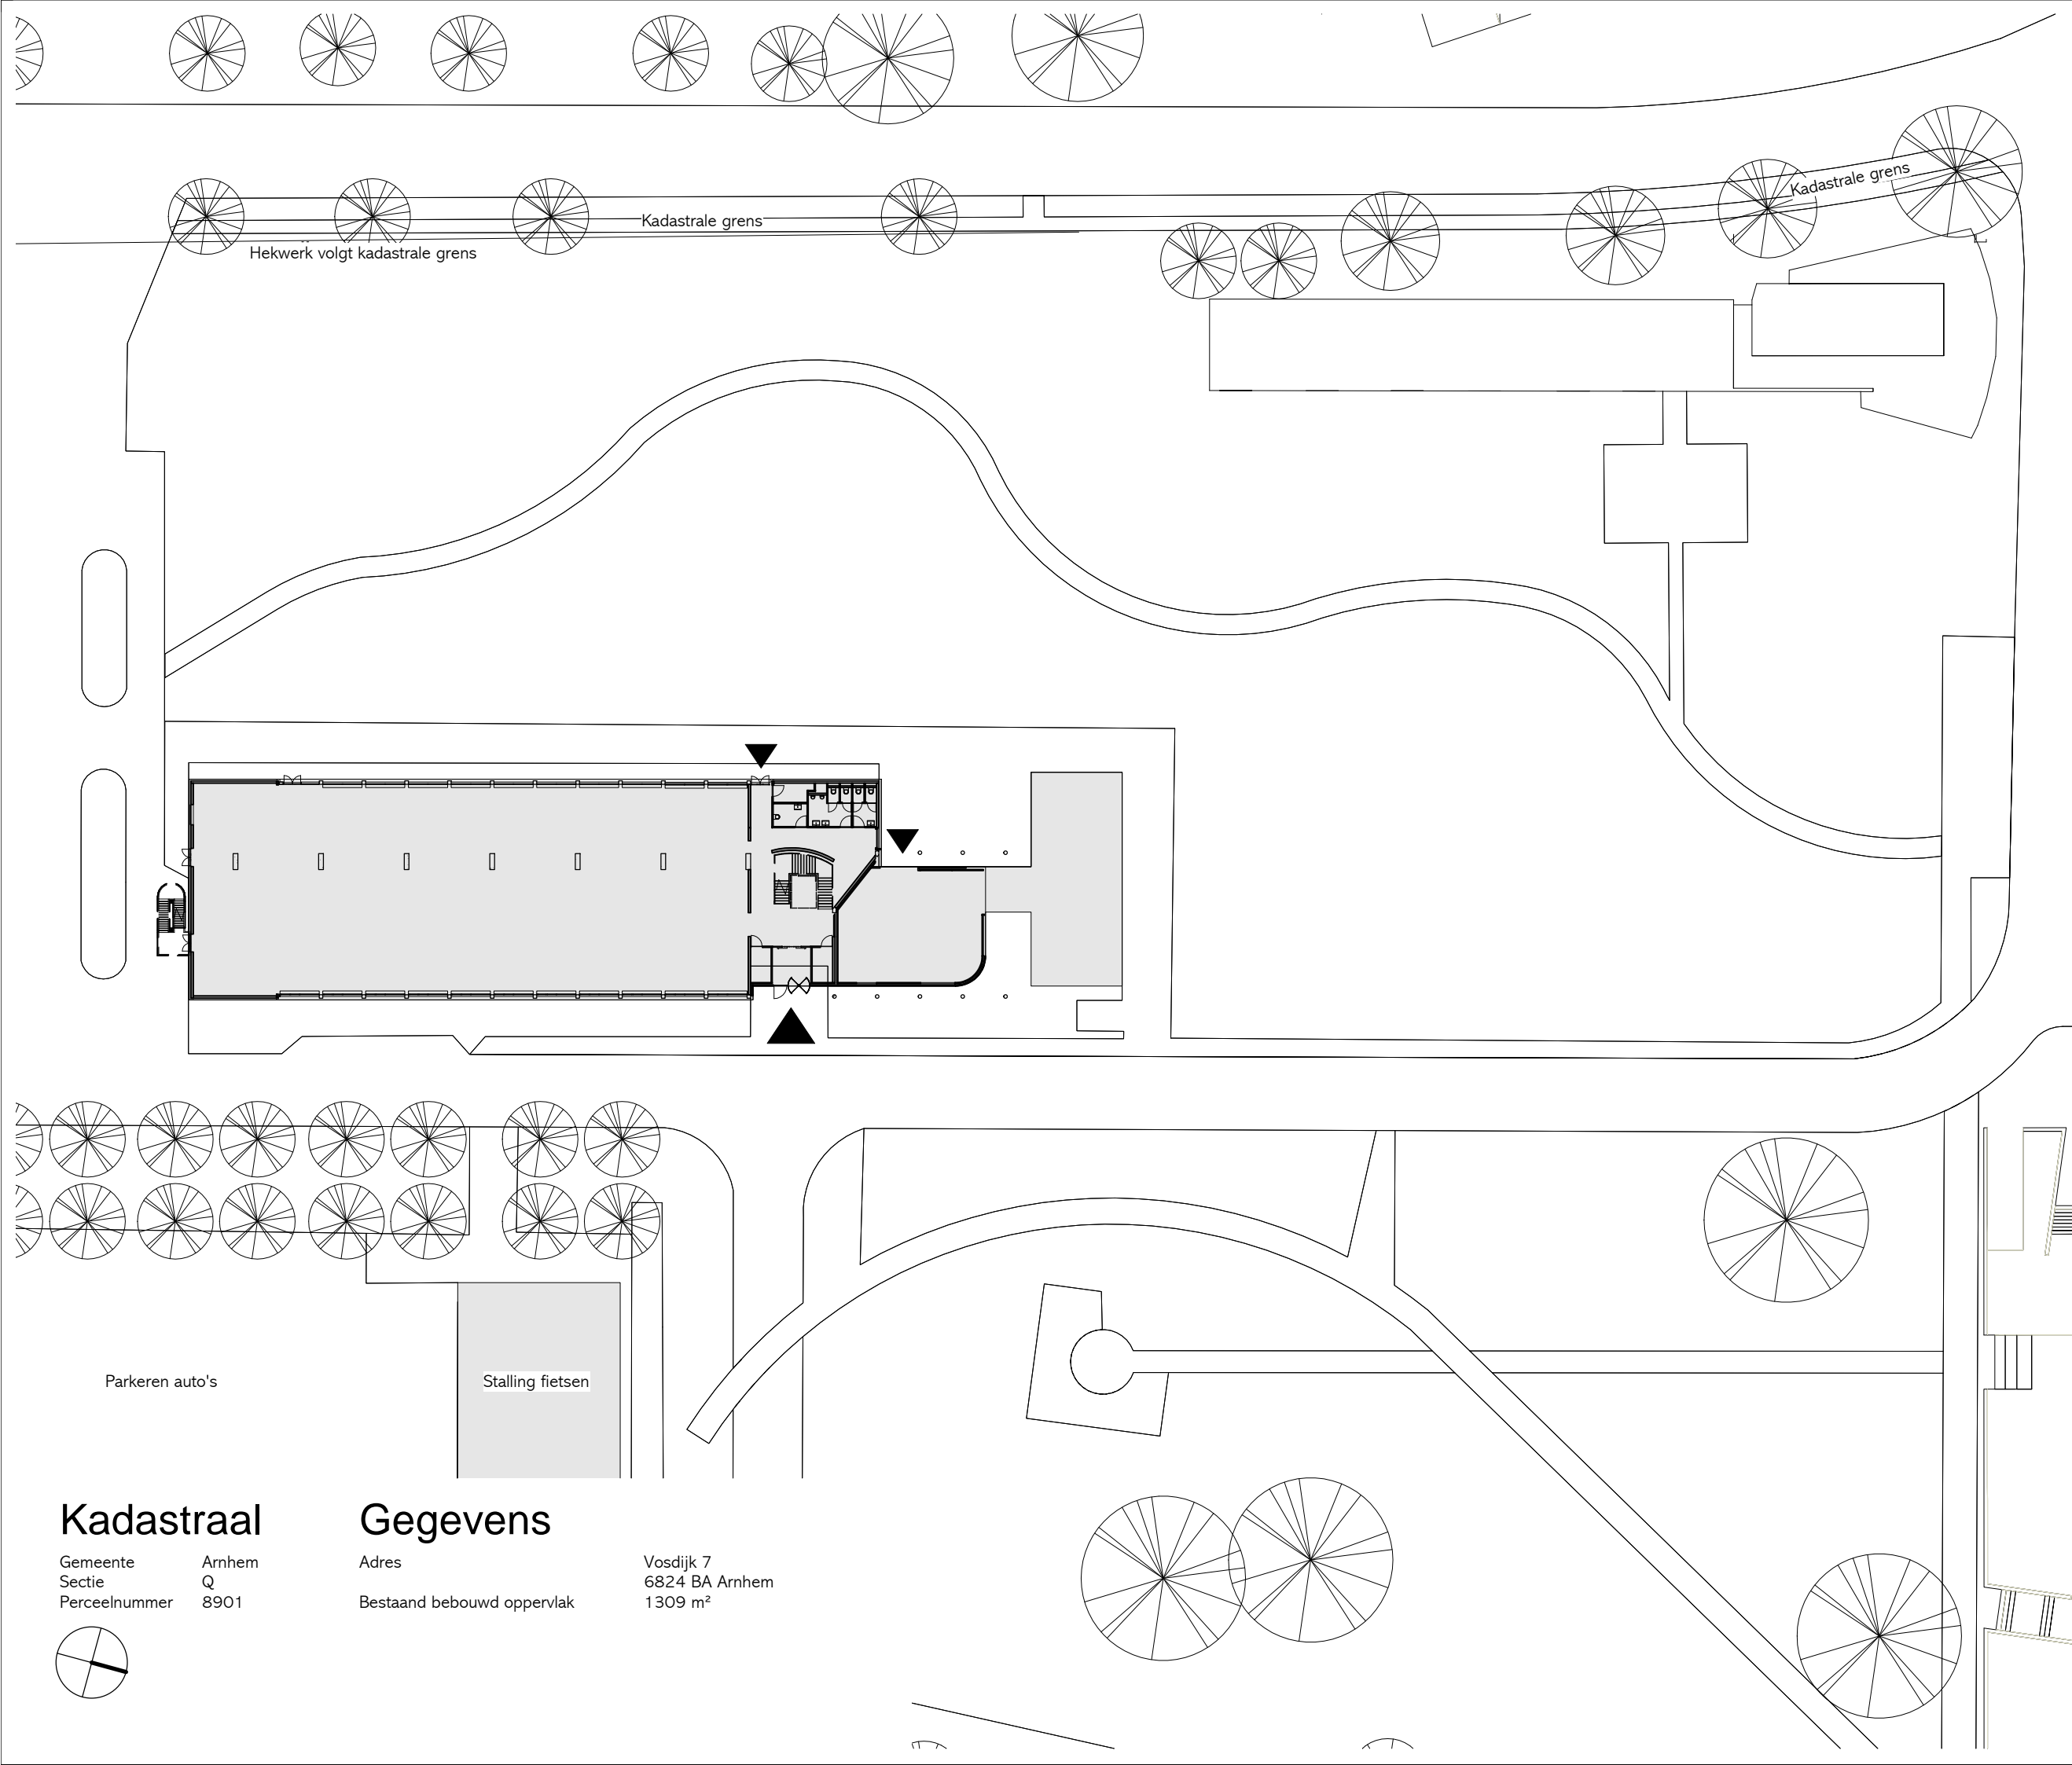 Kadastrale grens
Kadastrale grens
Hekwerk volgt kadastrale grens
Parkeren auto's
Stalling fietsen
Kadastraal
Gemeente Arnhem
Sectie Q
Perceelnummer 8901
Gegevens
Adres Vosdijk 7
6824 BA Arnhem
Bestaand bebouwd oppervlak 1309 m²